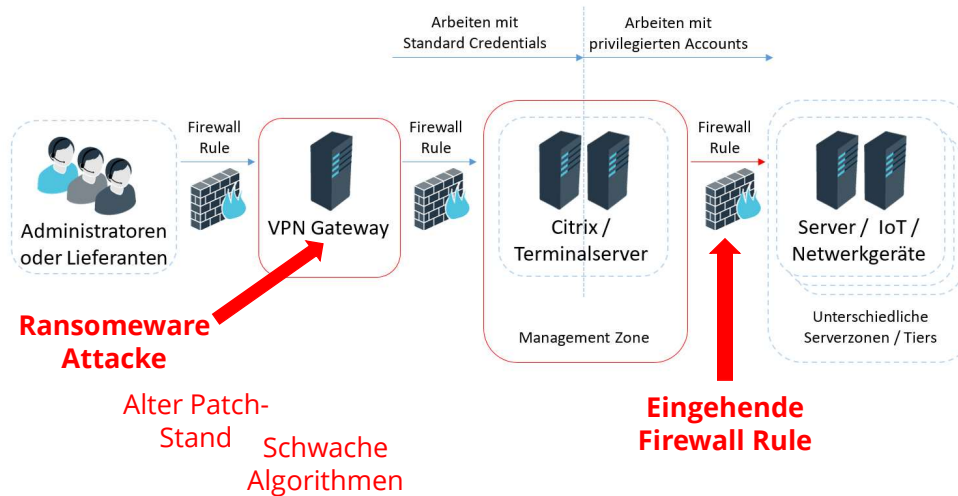 Arbeiten mit
Standard Credentials
Arbeiten mit
privilegierten Accounts
Firewall
Rule
Firewall
Rule
Firewall
Rule
Administratoren
oder Lieferanten
VPN Gateway
Citrix /
Terminalserver
Server / IoT /
Netwerkgeräte
Management Zone
Unterschiedliche
Serverzonen / Tiers
Ransomeware
Attacke
Alter Patch-
Stand
Schwache
Algorithmen
Eingehende
Firewall Rule